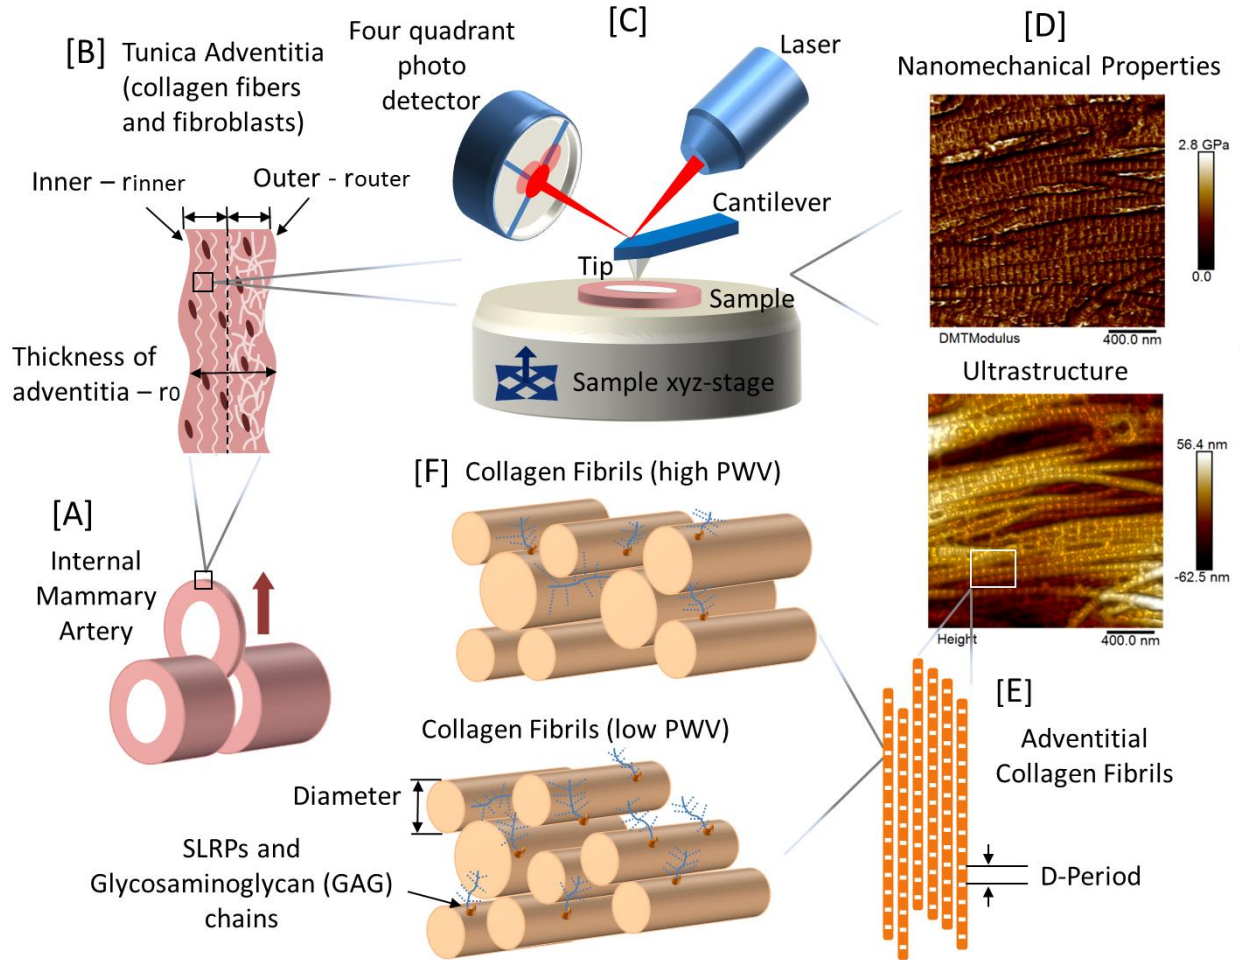 [B]
Tunica Adventitia
(collagen fibers
and fibroblasts)
Inner – rinner
Outer - router
Thickness of
adventitia – r0
[A]
Internal
Mammary
Artery
[C]
Four quadrant
photo
detector
Laser
Cantilever
Tip
Sample
Sample xyz-stage
[D]
Nanomechanical Properties
2.8 GPa
0.0
DMTModulus
400.0 nm
Ultrastructure
56.4 nm
-62.5 nm
Height
400.0 nm
[E]
Adventitial
Collagen Fibrils
D-Period
[F] Collagen Fibrils (high PWV)
Collagen Fibrils (low PWV)
Diameter
SLRPs and
Glycosaminoglycan (GAG)
chains